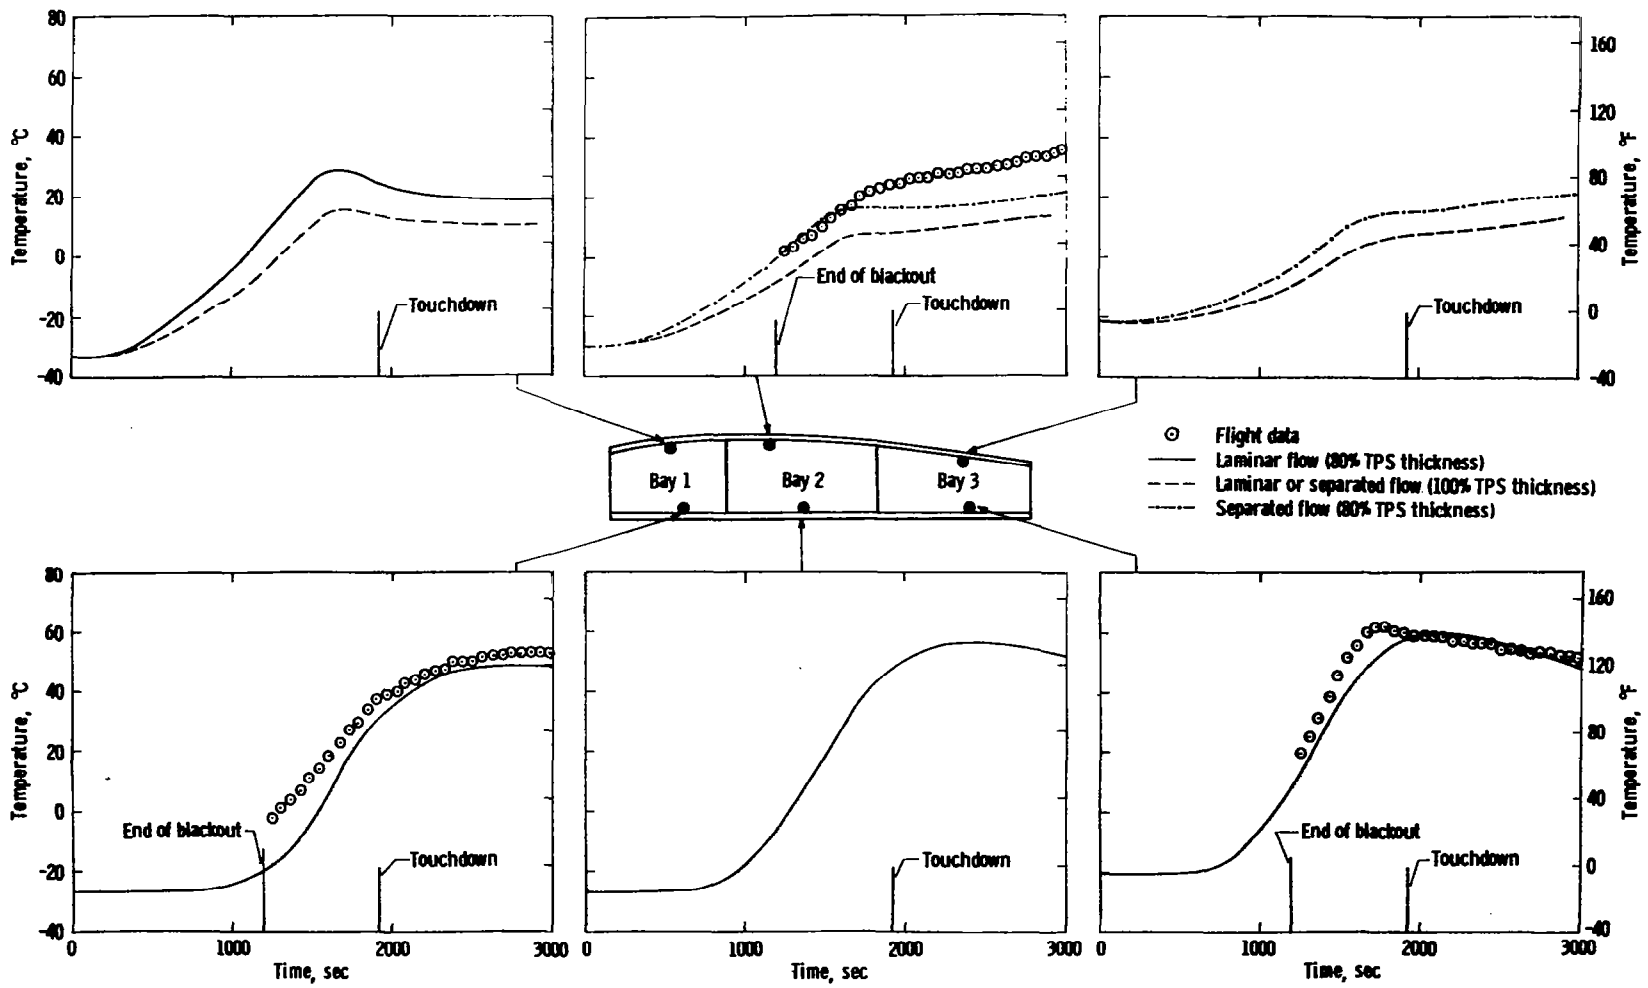 80
60
40
20
0
-20
-40
Temperature, °C
Touchdown
End of blackout
Touchdown
Touchdown
160
120
80
40
0
-40
Temperature, °F
Bay 1
Bay 2
Bay 3
Flight data
Laminar flow (80% TPS thickness)
Laminar or separated flow (100% TPS thickness)
Separated flow (80% TPS thickness)
80
60
40
20
0
-20
-40
Temperature, °C
End of blackout
Touchdown
0
1000
2000
3000
Time, sec
Touchdown
0
1000
2000
3000
Time, sec
End of blackout
Touchdown
0
1000
2000
3000
Time, sec
160
120
80
40
0
-40
Temperature, °F